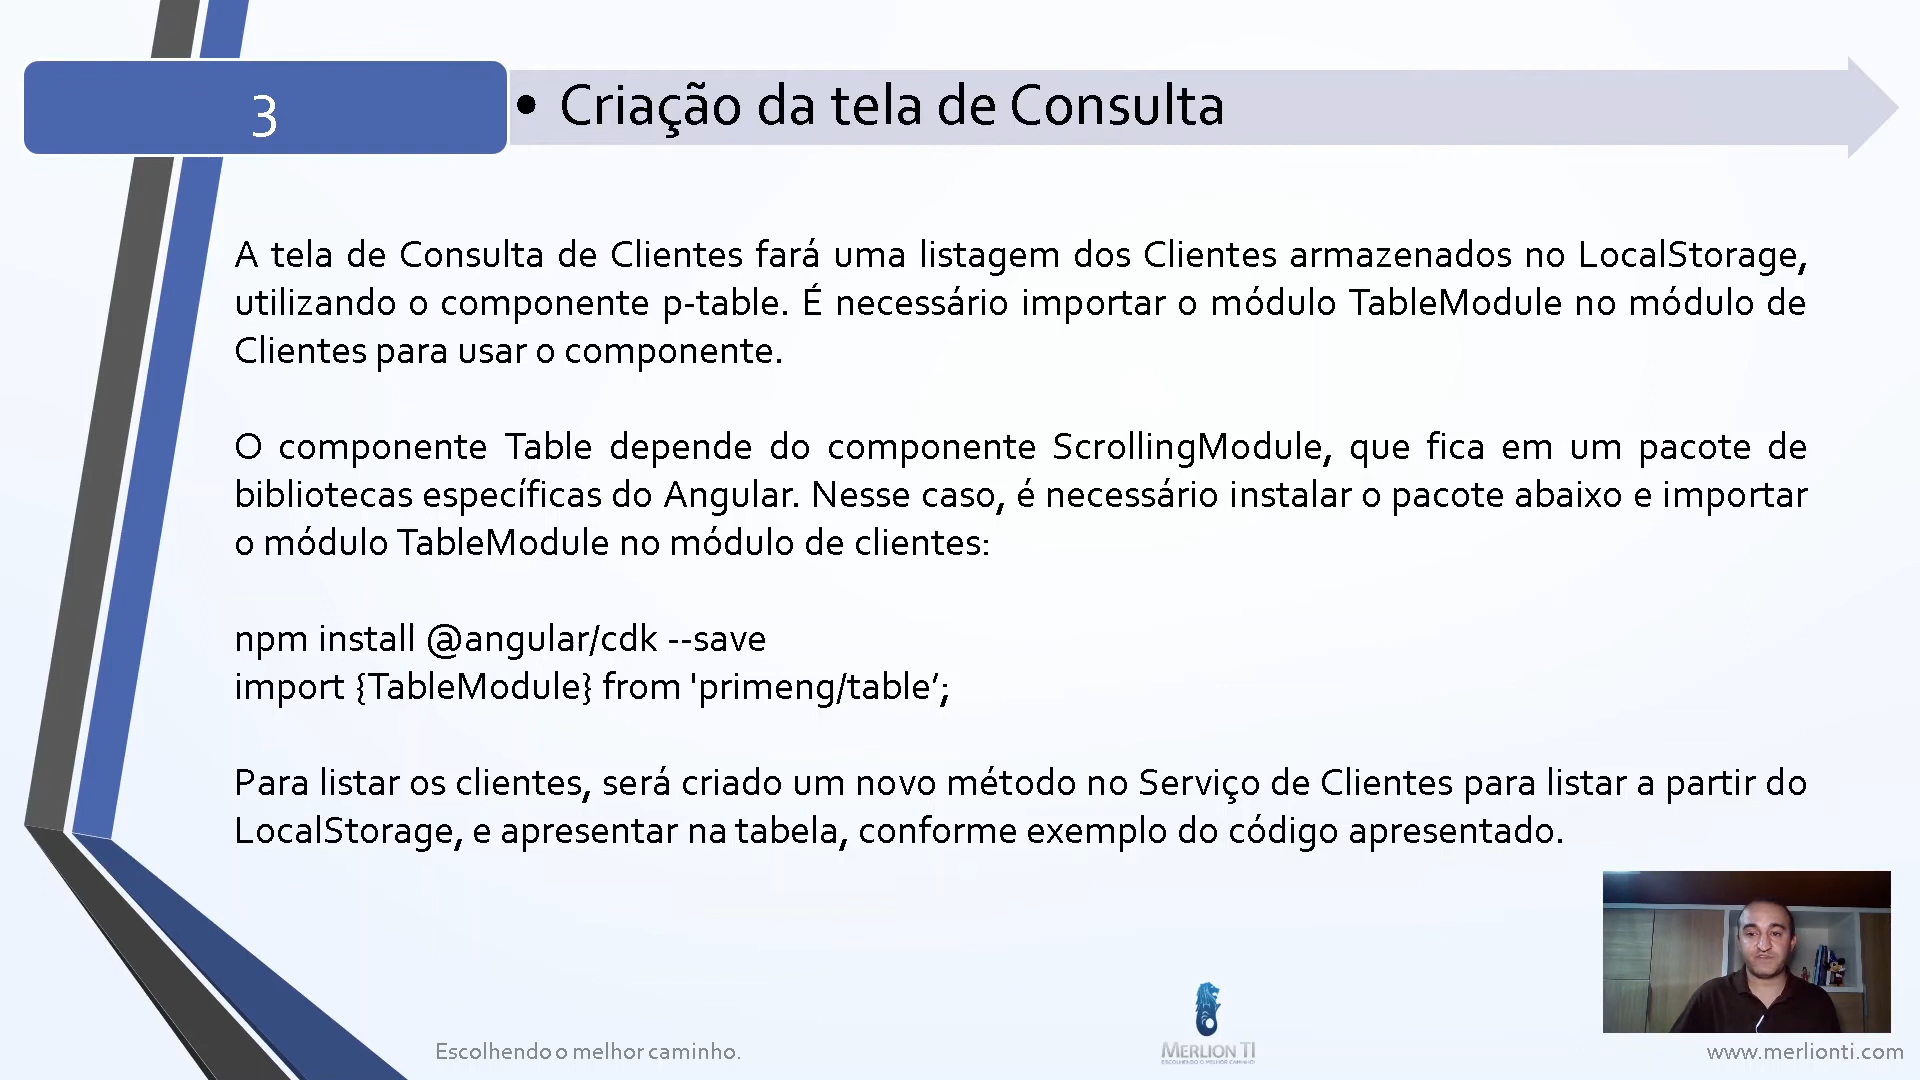 3
• Criação da tela de Consulta
A tela de Consulta de Clientes fará uma listagem dos Clientes armazenados no LocalStorage,
utilizando o componente p-table. É necessário importar o módulo TableModule no módulo de
Clientes para usar o componente.
O componente Table depende do componente ScrollingModule, que fica em um pacote de
bibliotecas específicas do Angular. Nesse caso, é necessário instalar o pacote abaixo e importar
o módulo TableModule no módulo de clientes:
npm install @angular/cdk --save
import {TableModule} from 'primeng/table’;
Para listar os clientes, será criado um novo método no Serviço de Clientes para listar a partir do
LocalStorage, e apresentar na tabela, conforme exemplo do código apresentado.
Escolhendo o melhor caminho.
MERLION TI
ESCOLHENDO O MELHOR CAMINHO
www.merlionti.com